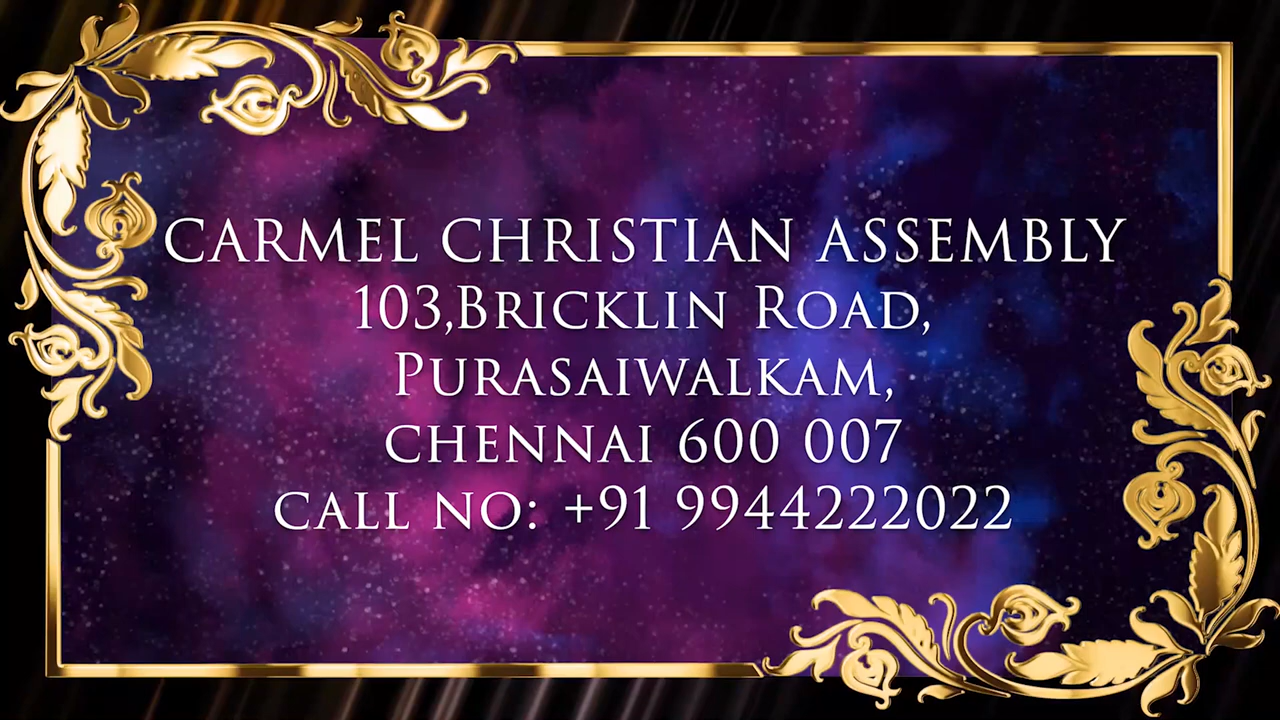 CARMEL CHRISTIAN ASSEMBLY
103,Bricklin Road,
Purasaiwalkam,
chennai 600 007
call no: +91 9944222022